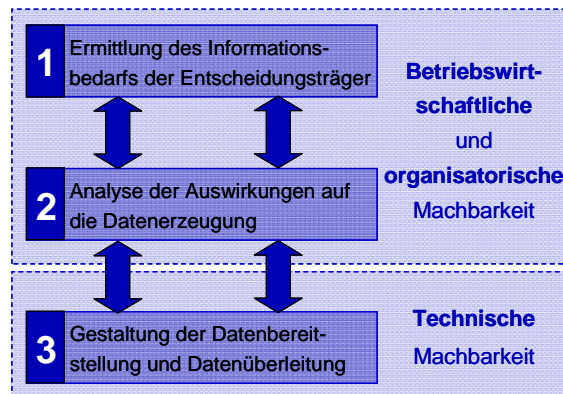 1
Ermittlung des Informations-
bedarfs der Entscheidungsträger
2
Analyse der Auswirkungen auf
die Datenerzeugung
Betriebswirt-
schaftliche
und
organisatorische
Machbarkeit
3
Gestaltung der Datenbereit-
stellung und Datenüberleitung
Technische
Machbarkeit